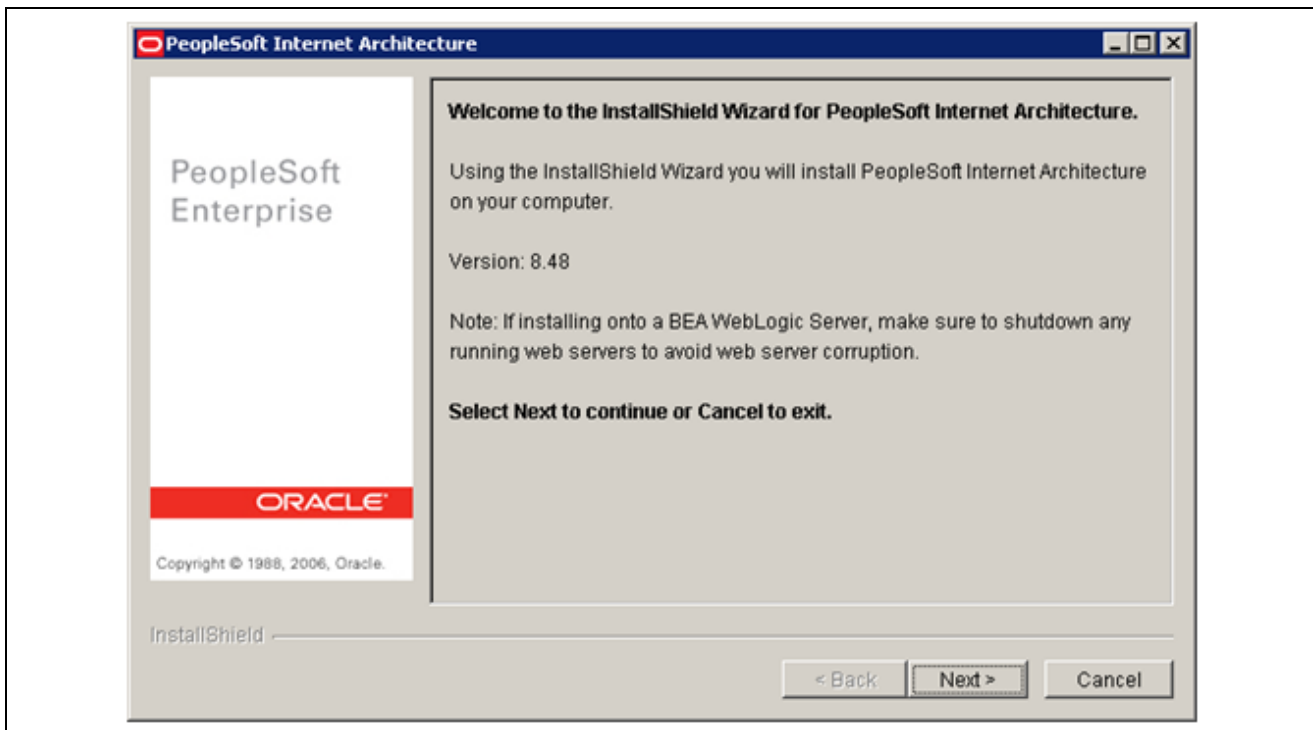 PeopleSoft Internet Architecture
PeopleSoft
Enterprise
ORACLE®
Copyright © 1988, 2006, Oracle.
Welcome to the InstallShield Wizard for PeopleSoft Internet Architecture.
Using the InstallShield Wizard you will install PeopleSoft Internet Architecture
on your computer.
Version: 8.48
Note: If installing onto a BEA WebLogic Server, make sure to shutdown any
running web servers to avoid web server corruption.
Select Next to continue or Cancel to exit.
InstallShield
< Back
Next >
Cancel